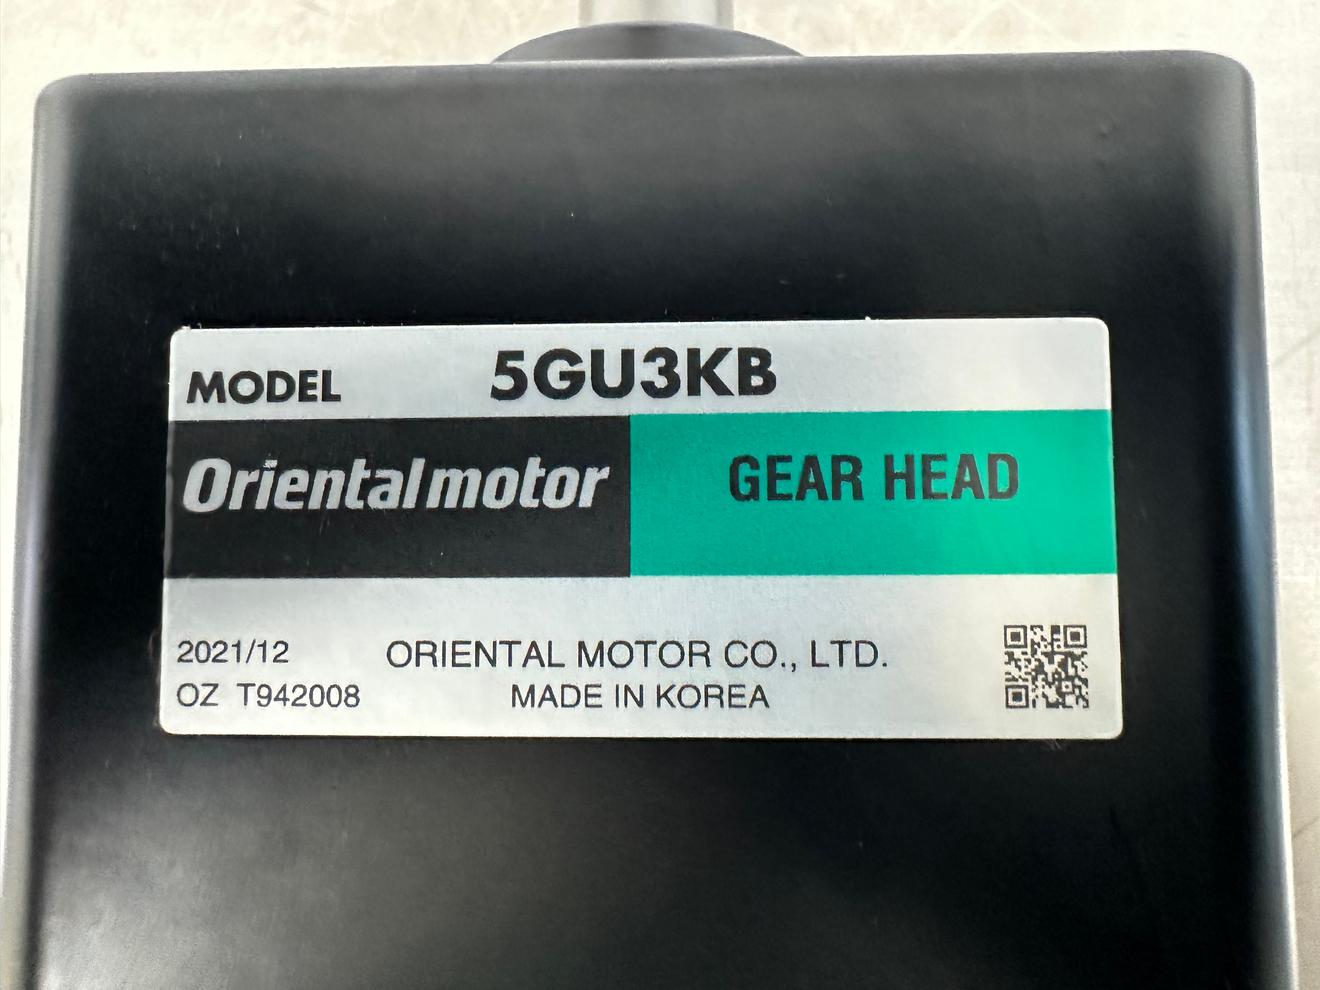 MODEL 5GU3KB
Orientalmotor GEAR HEAD
2021/12 ORIENTAL MOTOR CO., LTD.
OZ T942008 MADE IN KOREA